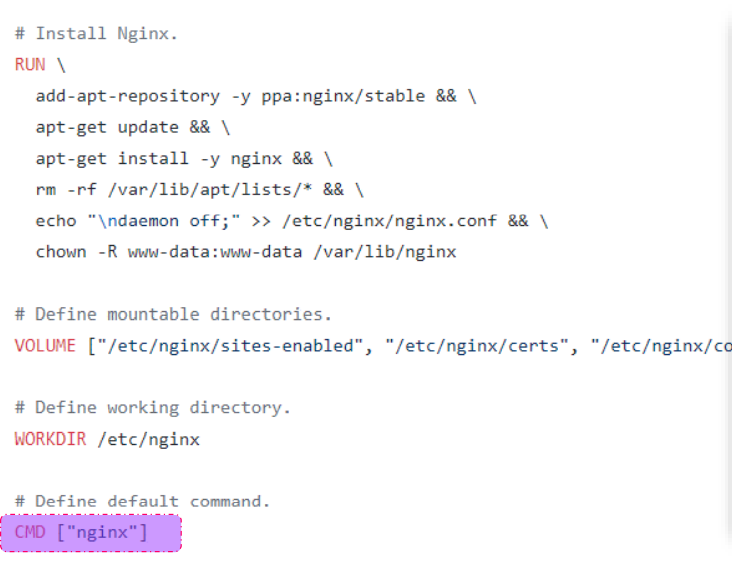 # Install Nginx.
RUN \
  add-apt-repository -y ppa:nginx/stable && \
  apt-get update && \
  apt-get install -y nginx && \
  rm -rf /var/lib/apt/lists/* && \
  echo "\ndaemon off;" >> /etc/nginx/nginx.conf && \
  chown -R www-data:www-data /var/lib/nginx

# Define mountable directories.
VOLUME ["/etc/nginx/sites-enabled", "/etc/nginx/certs", "/etc/nginx/co

# Define working directory.
WORKDIR /etc/nginx

# Define default command.
CMD ["nginx"]